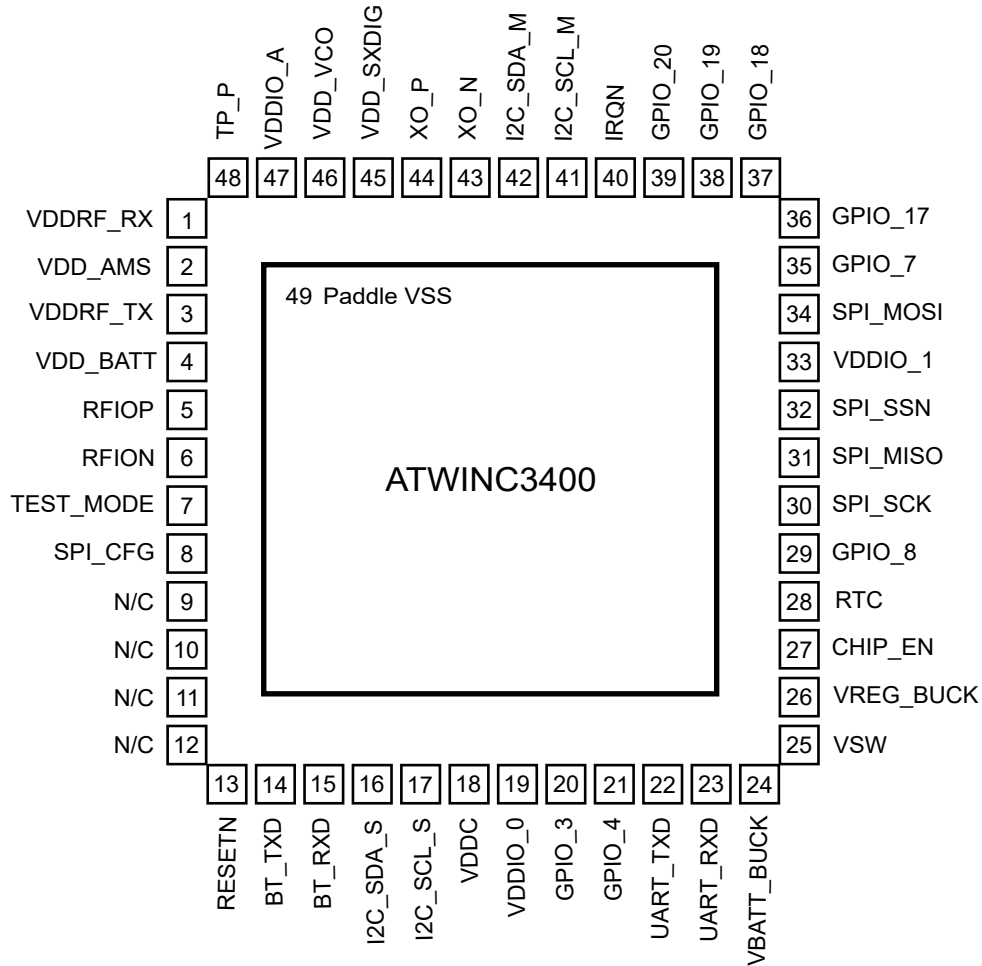 TP_P
VDDIO_A
VDD_VCO
VDD_SXDIG
XO_P
XO_N
I2C_SDA_M
I2C_SCL_M
IRQN
GPIO_20
GPIO_19
GPIO_18
48 47 46 45 44 43 42 41 40 39 38 37
VDDRF_RX 1
VDD_AMS 2
VDDRF_TX 3
VDD_BATT 4
RFIOP 5
RFION 6
TEST_MODE 7
SPI_CFG 8
N/C 9
N/C 10
N/C 11
N/C 12
49 Paddle VSS
ATWINC3400
36 GPIO_17
35 GPIO_7
34 SPI_MOSI
33 VDDIO_1
32 SPI_SSN
31 SPI_MISO
30 SPI_SCK
29 GPIO_8
28 RTC
27 CHIP_EN
26 VREG_BUCK
25 VSW
13 14 15 16 17 18 19 20 21 22 23 24
RESETN
BT_TXD
BT_RXD
I2C_SDA_S
I2C_SCL_S
VDDC
VDDIO_0
GPIO_3
GPIO_4
UART_TXD
UART_RXD
VBATT_BUCK